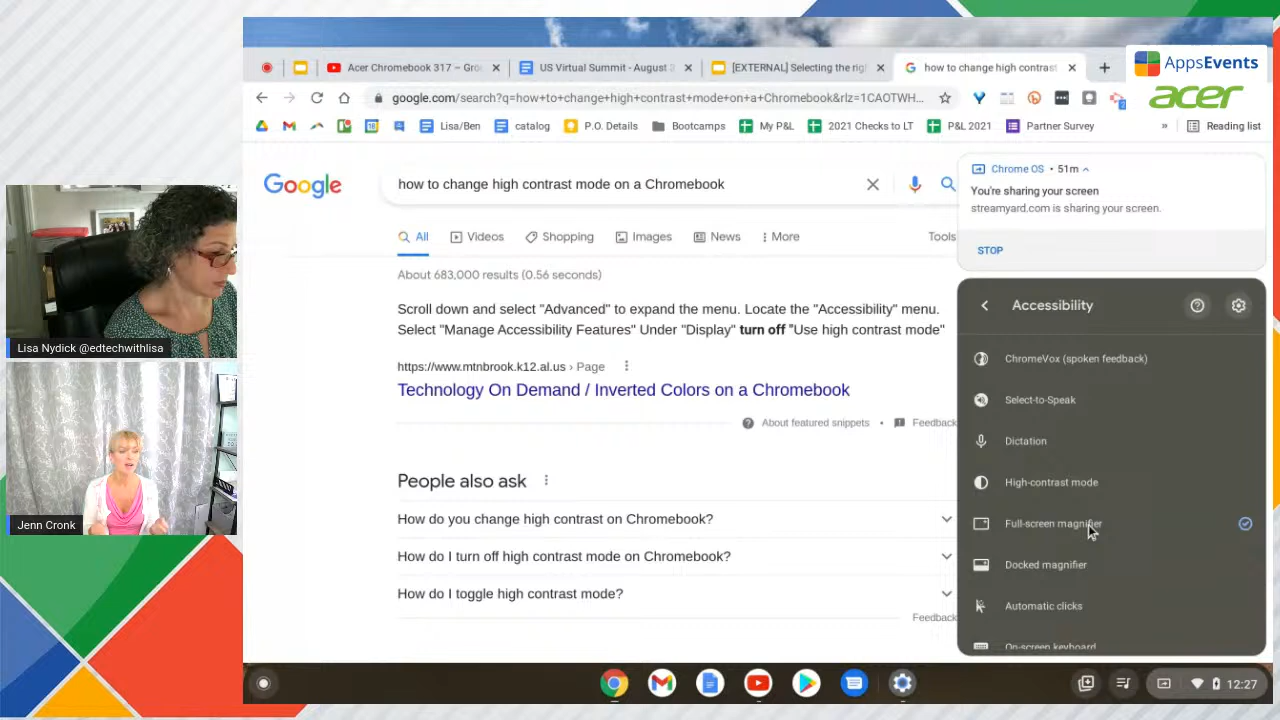 Acer Chromebook 317 – Gro
US Virtual Summit - August 3
[EXTERNAL] Selecting the rig
how to change high contrast
AppsEvents
acer
google.com/search?q=how+to+change+high+contrast+mode+on+a+Chromebook&rlz=1CAOTWH...
Lisa/Ben
catalog
P.O. Details
Bootcamps
My P&L
2021 Checks to LT
P&L 2021
Partner Survey
»
Reading list
Google
how to change high contrast mode on a Chromebook
All
Videos
Shopping
Images
News
More
Tools
About 683,000 results (0.56 seconds)
Scroll down and select "Advanced" to expand the menu. Locate the "Accessibility" menu.
Select "Manage Accessibility Features" Under "Display" turn off "Use high contrast mode"
https://www.mtnbrook.k12.al.us › Page
Technology On Demand / Inverted Colors on a Chromebook
About featured snippets
•
Feedback
People also ask
How do you change high contrast on Chromebook?
How do I turn off high contrast mode on Chromebook?
How do I toggle high contrast mode?
Feedback
Chrome OS • 51m
You're sharing your screen
streamyard.com is sharing your screen.
STOP
Accessibility
ChromeVox (spoken feedback)
Select-to-Speak
Dictation
High-contrast mode
Full-screen magnifier
Docked magnifier
Automatic clicks
On-screen keyboard
12:27
Lisa Nydick @edtechwithlisa
Jenn Cronk